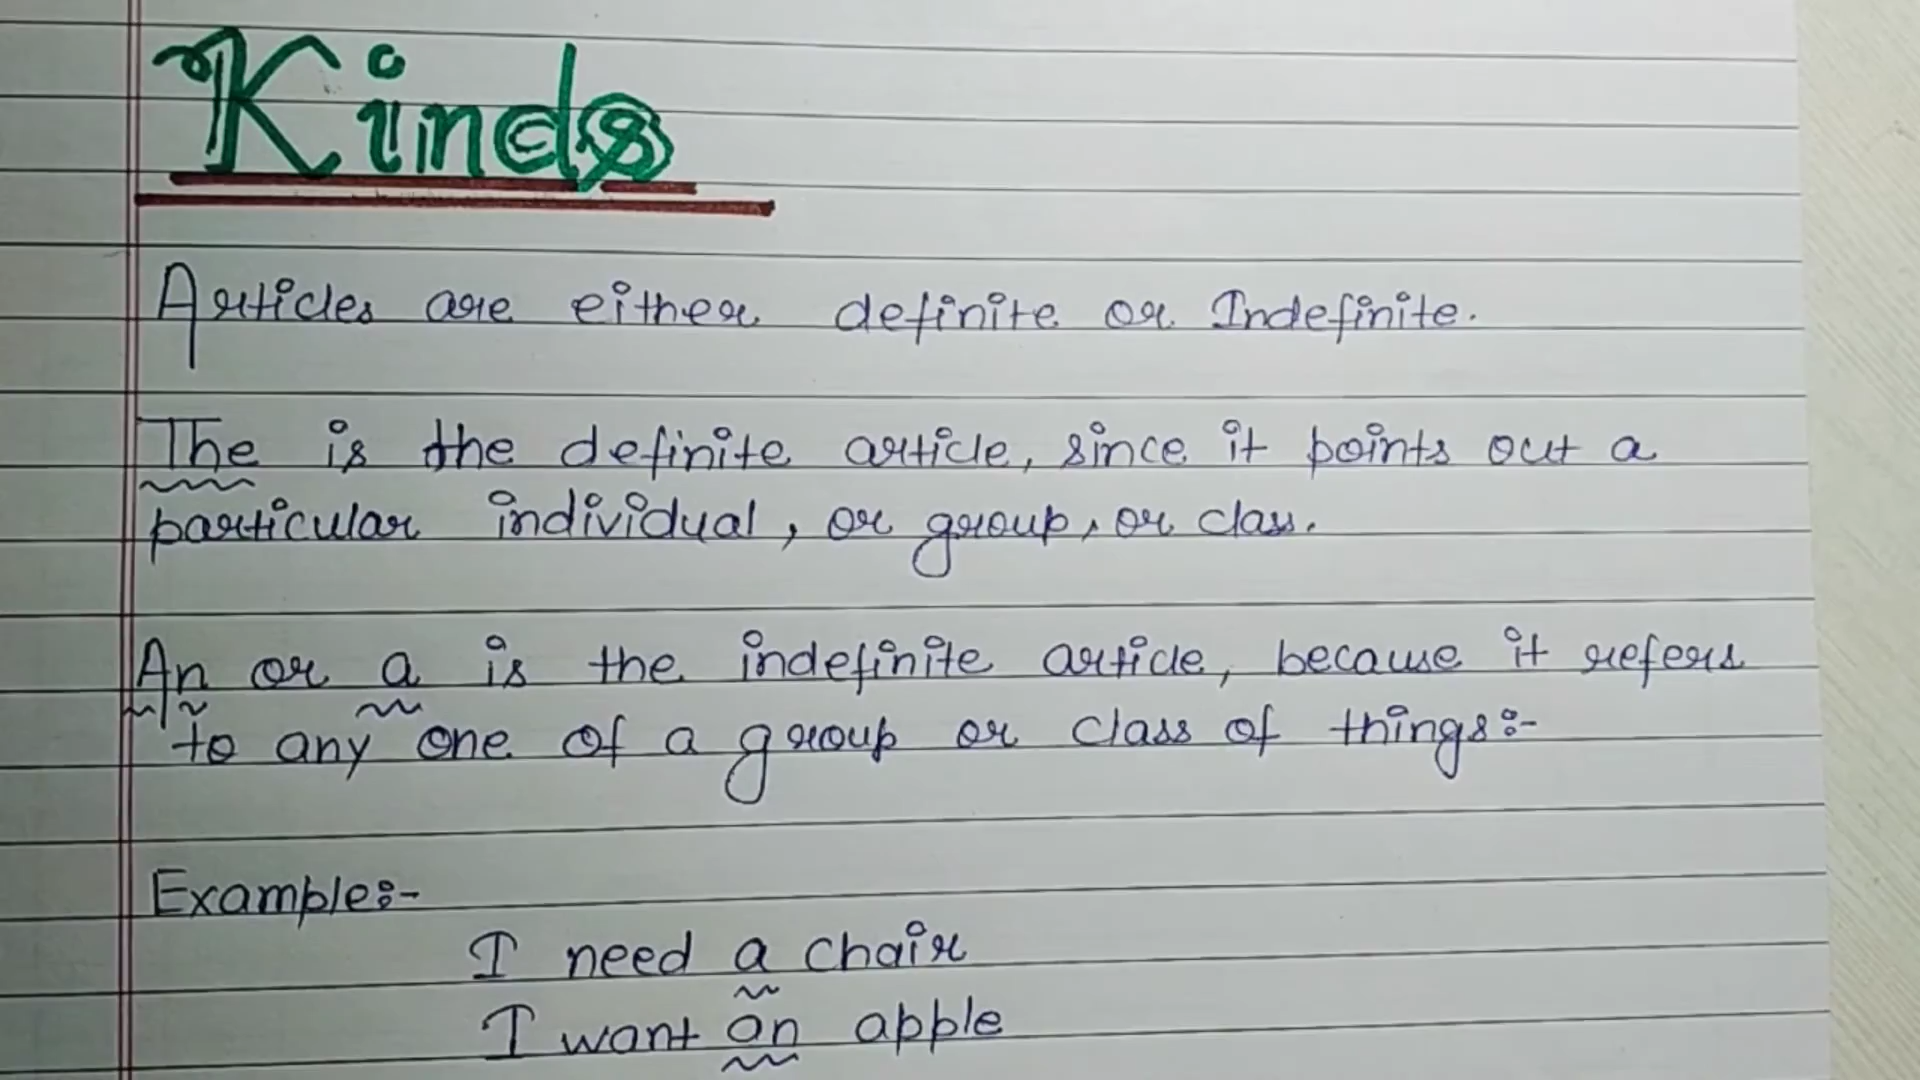 Kinds
Articles are either definite or Indefinite.
The is the definite article, since it points out a
particular individual, or group, or class.
An or a is the indefinite article, because it refers
to any one of a group or class of things:-
Example:-
I need a chair
I want an apple